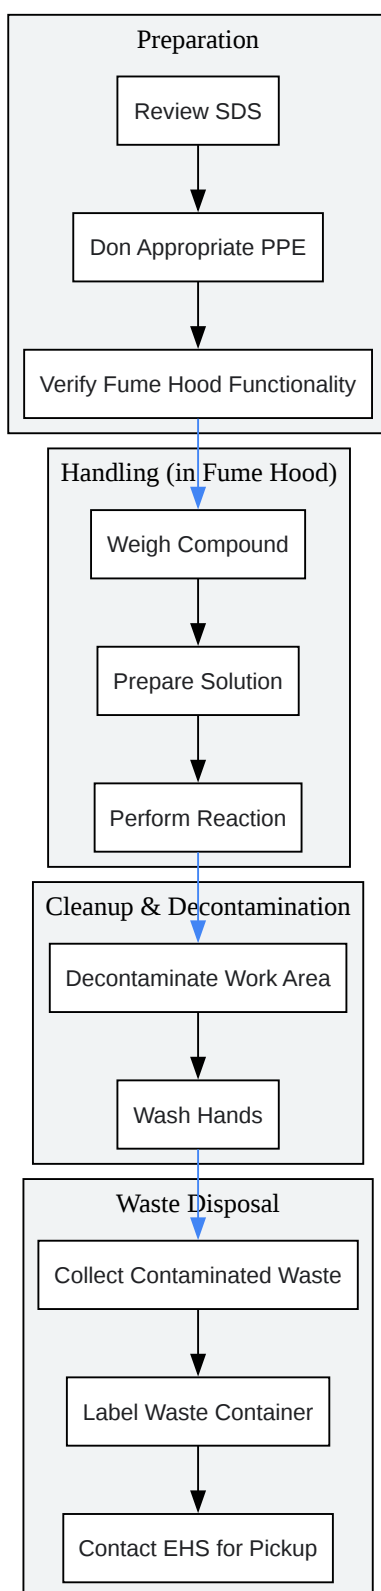 Preparation
Review SDS
Don Appropriate PPE
Verify Fume Hood Functionality
Handling (in Fume Hood)
Weigh Compound
Prepare Solution
Perform Reaction
Cleanup & Decontamination
Decontaminate Work Area
Wash Hands
Waste Disposal
Collect Contaminated Waste
Label Waste Container
Contact EHS for Pickup